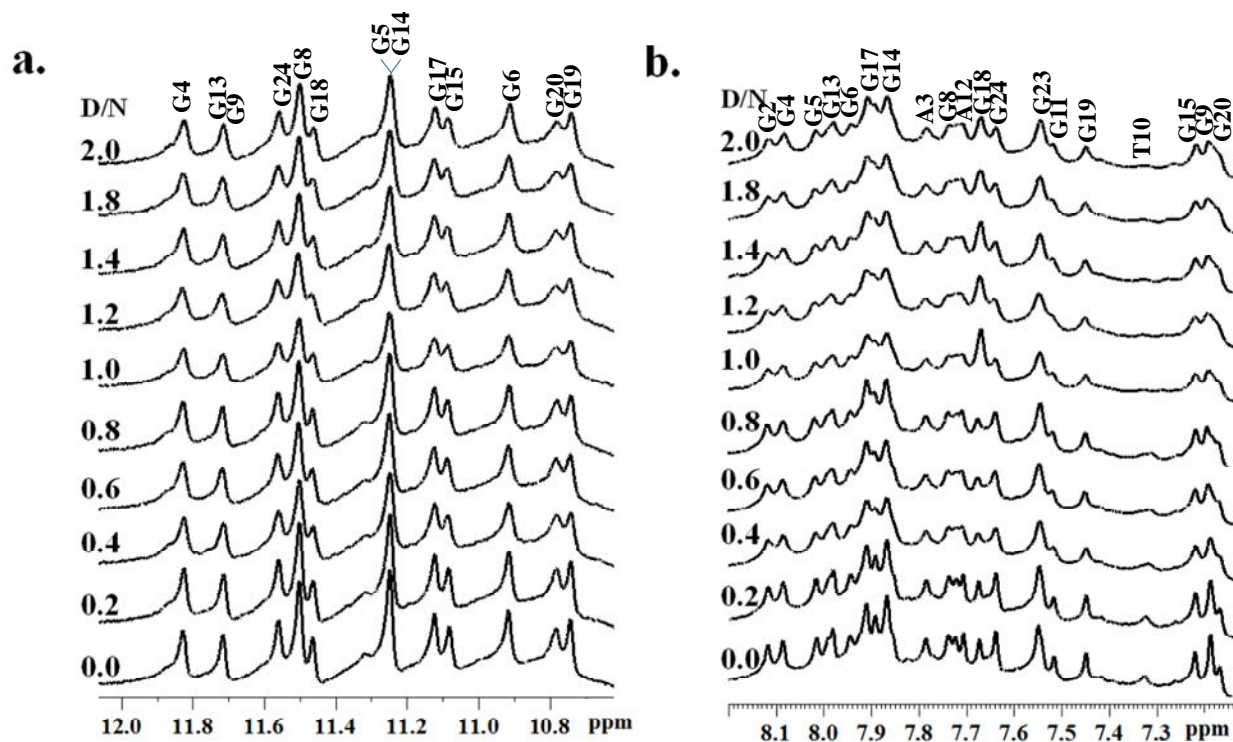 a.
D/N
G4
G13
G9
G24
G8
G18
G5
G14
G17
G15
G6
G20
G19
2.0
1.8
1.4
1.2
1.0
0.8
0.6
0.4
0.2
0.0
12.0 11.8 11.6 11.4 11.2 11.0 10.8 ppm
b.
D/N
G2
G4
G5
G13
G6
G17
G14
A3
G8
A12
G18
G24
G23
G11
G19
T10
G15
G9
G20
2.0
1.8
1.4
1.2
1.0
0.8
0.6
0.4
0.2
0.0
8.1 8.0 7.9 7.8 7.7 7.6 7.5 7.4 7.3 ppm